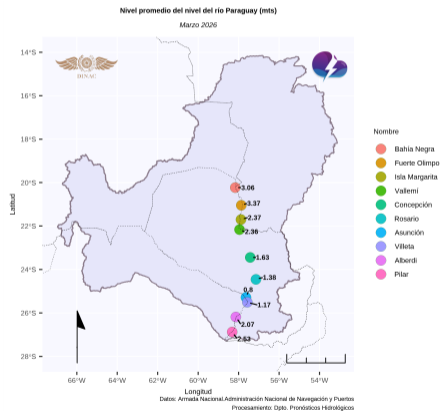 Nivel promedio del nivel del río Paraguay (mts)
Marzo 2026
14°S
16°S
18°S
20°S
22°S
24°S
26°S
28°S
Latitud
DINAC
3.06
3.37
2.37
2.36
1.63
1.38
0.8
1.17
2.07
2.63
Nombre
Bahía Negra
Fuerte Olimpo
Isla Margarita
Vallemí
Concepción
Rosario
Asunción
Villeta
Alberdi
Pilar
66°W
64°W
62°W
60°W
58°W
56°W
54°W
Longitud
Datos: Armada Nacional.Administración Nacional de Navegación y Puertos
Procesamiento: Dpto. Pronósticos Hidrológicos